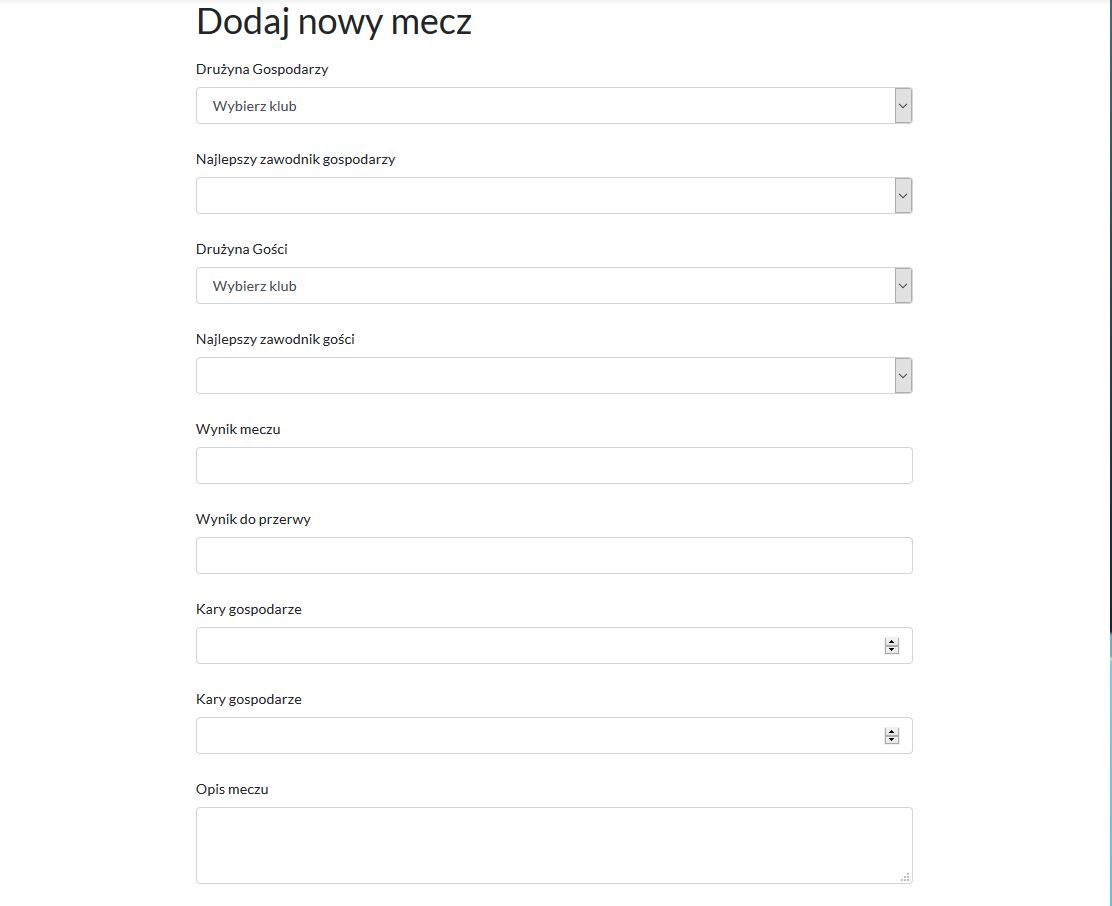 Dodaj nowy mecz
Drużyna Gospodarzy
Wybierz klub
Najlepszy zawodnik gospodarzy
Drużyna Gości
Wybierz klub
Najlepszy zawodnik gości
Wynik meczu
Wynik do przerwy
Kary gospodarze
Kary gospodarze
Opis meczu